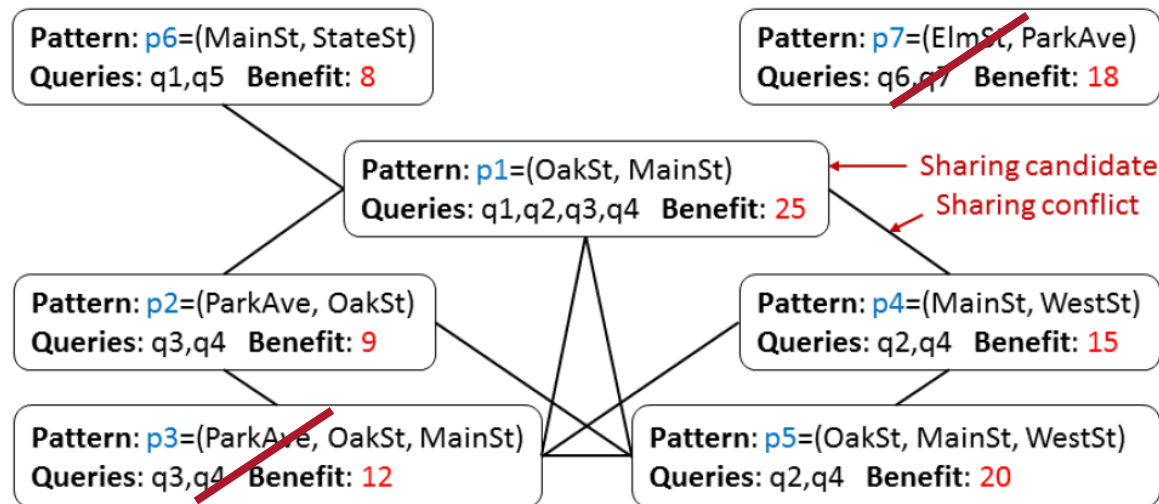 Pattern: p6=(MainSt, StateSt)
Queries: q1,q5 Benefit: 8
Pattern: p7=(ElmSt, ParkAve)
Queries: q6,q7 Benefit: 18
Pattern: p1=(OakSt, MainSt)
Queries: q1,q2,q3,q4 Benefit: 25
Sharing candidate
Sharing conflict
Pattern: p2=(ParkAve, OakSt)
Queries: q3,q4 Benefit: 9
Pattern: p4=(MainSt, WestSt)
Queries: q2,q4 Benefit: 15
Pattern: p3=(ParkAve, OakSt, MainSt)
Queries: q3,q4 Benefit: 12
Pattern: p5=(OakSt, MainSt, WestSt)
Queries: q2,q4 Benefit: 20